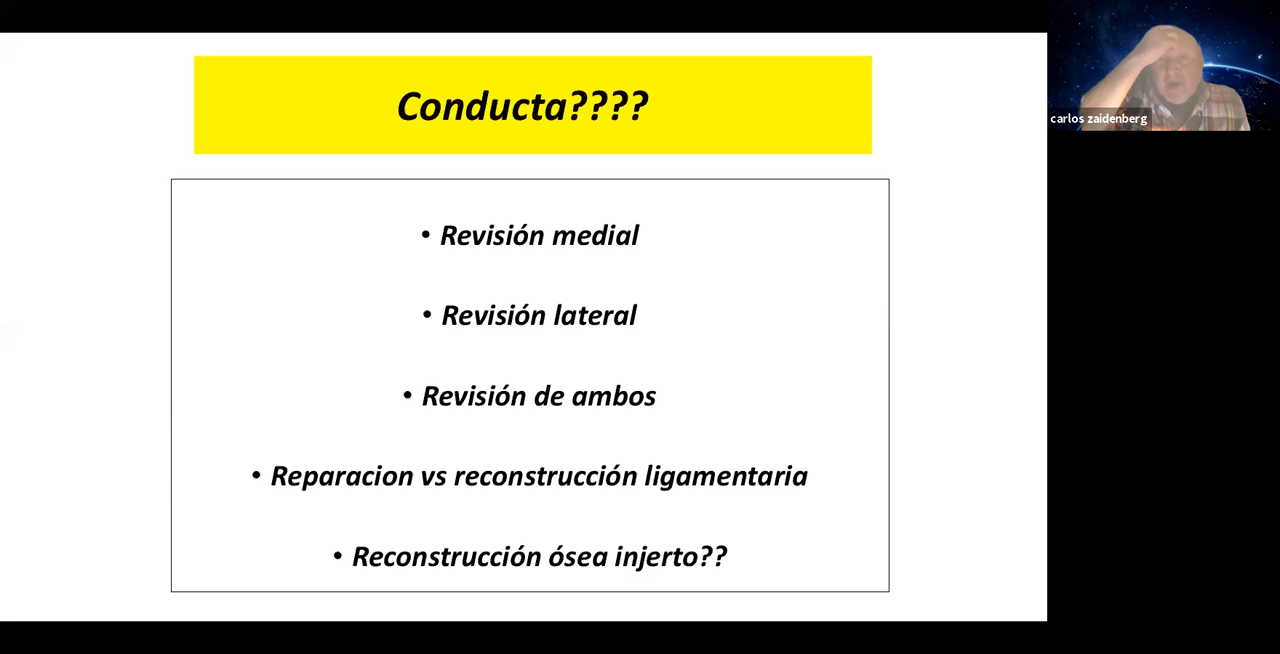 Conducta????
• Revisión medial
• Revisión lateral
• Revisión de ambos
• Reparacion vs reconstrucción ligamentaria
• Reconstrucción ósea injerto??
carlos zaidenberg